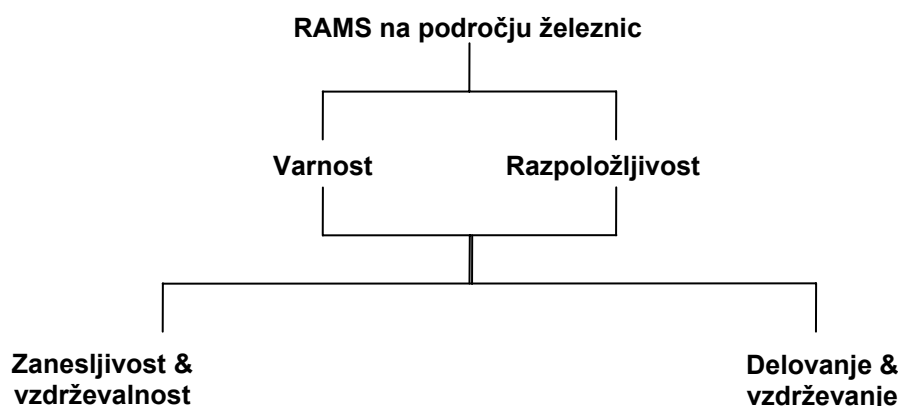 RAMS na področju železnic
Varnost
Razpoložljivost
Zanesljivost &
vzdrževalnost
Delovanje &
vzdrževanje